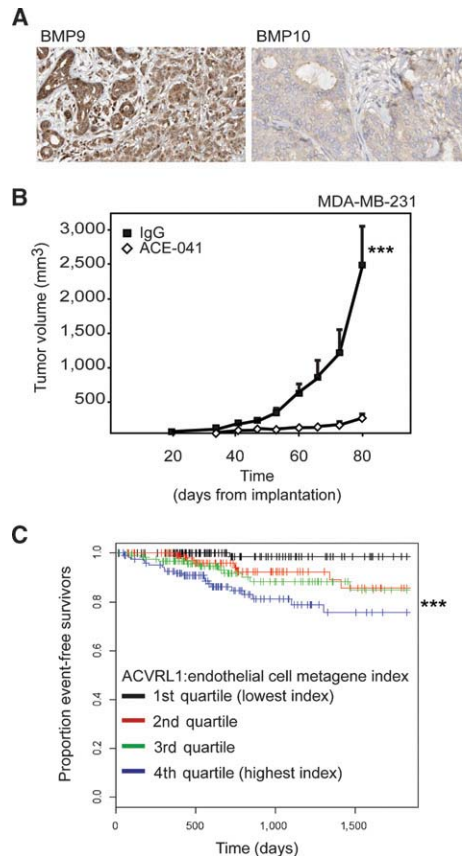 A
BMP9
BMP10
B
MDA-MB-231
IgG
ACE-041
***
Tumor volume (mm3)
3,000
2,500
1,500
1,000
500
20
40
60
80
Time
(days from implantation)
C
Proportion event-free survivors
1.0
0.8
0.6
0.4
0.2
0.0
***
ACVRL1:endothelial cell metagene index
1st quartile (lowest index)
2nd quartile
3rd quartile
4th quartile (highest index)
0
500
1,000
1,500
Time (days)